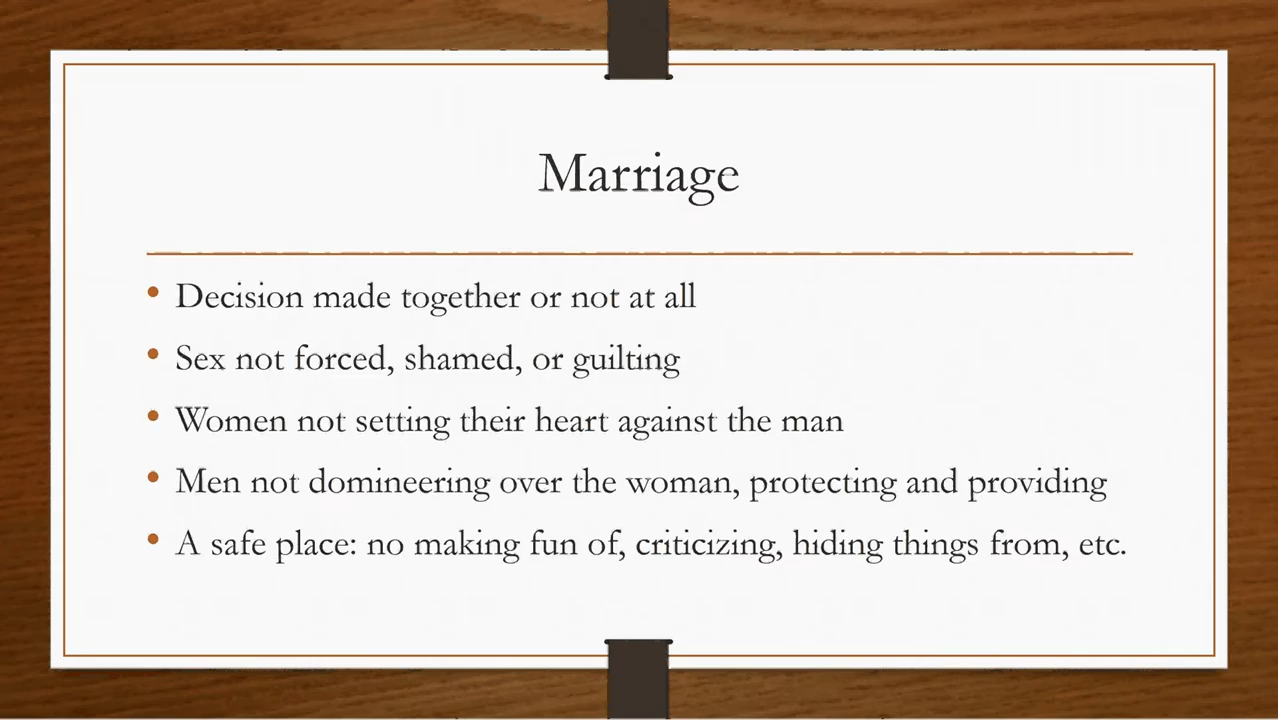 Marriage
• Decision made together or not at all
• Sex not forced, shamed, or guilting
• Women not setting their heart against the man
• Men not domineering over the woman, protecting and providing
• A safe place: no making fun of, criticizing, hiding things from, etc.